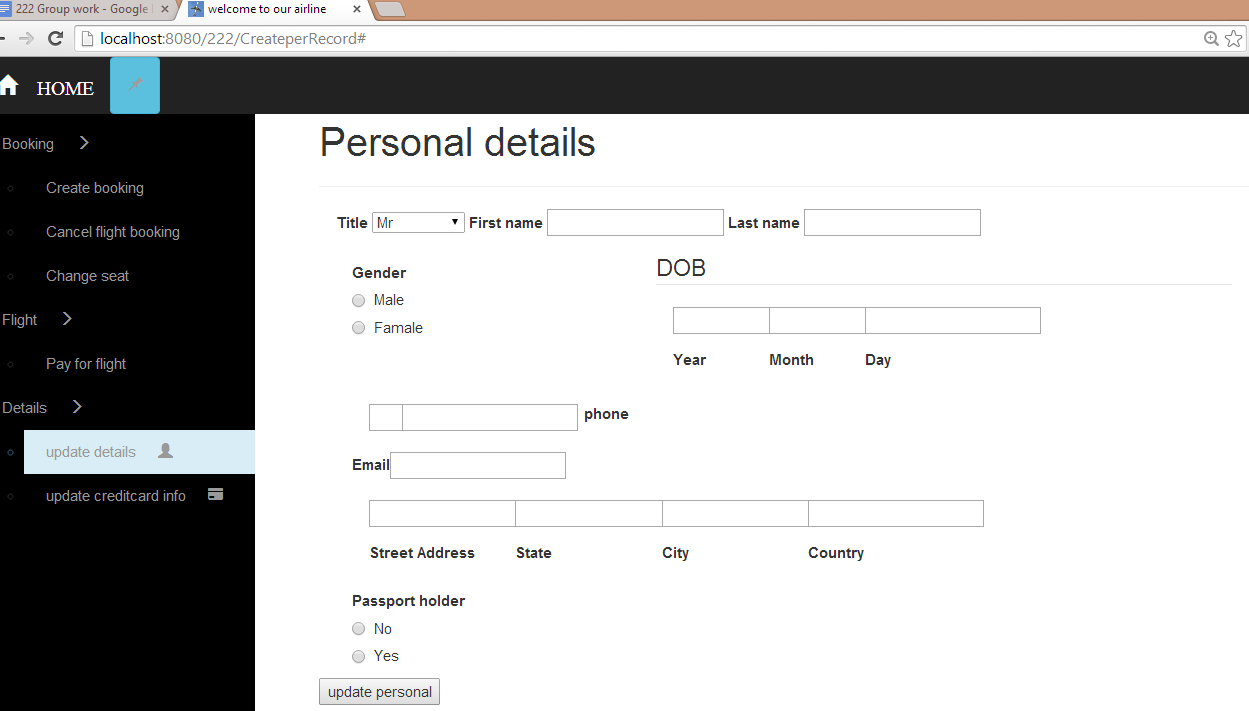 222 Group work - Google
welcome to our airline
localhost:8080/222/CreateperRecord#
HOME
Booking
Create booking
Cancel flight booking
Change seat
Flight
Pay for flight
Details
update details
update creditcard info
Personal details
Title Mr First name Last name
Gender
Male
Famale
DOB
Year Month Day
phone
Email
Street Address State City Country
Passport holder
No
Yes
update personal